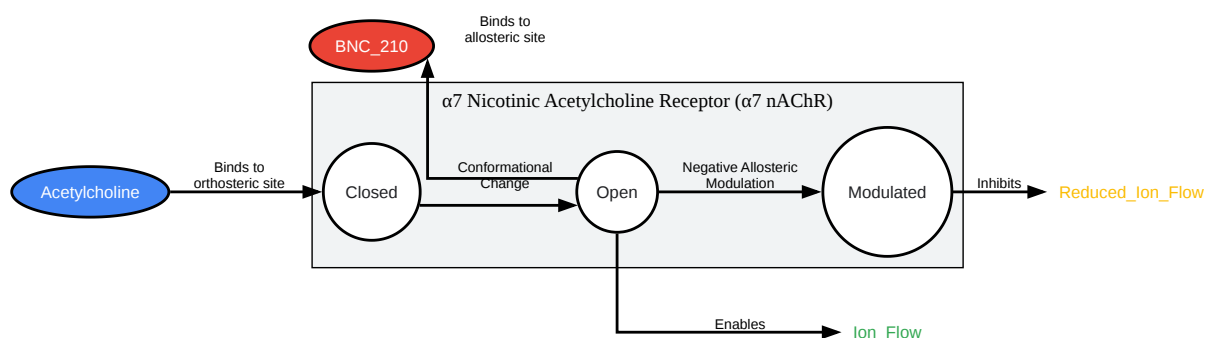 Binds to
allosteric site
BNC_210
α7 Nicotinic Acetylcholine Receptor (α7 nAChR)
Binds to
orthosteric site
Conformational
Change
Negative Allosteric
Modulation
Acetylcholine
Closed
Open
Modulated
Inhibits
Reduced_Ion_Flow
Enables
Ion_Flow